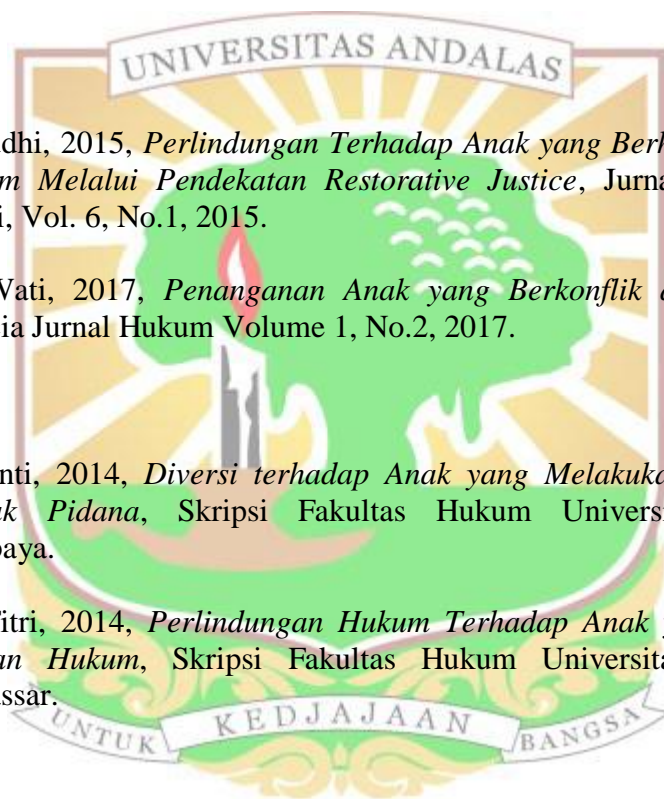 UNIVERSITAS ANDALAS
dhi, 2015, Perlindungan Terhadap Anak yang Berh
m Melalui Pendekatan Restorative Justice, Jurna
i, Vol. 6, No.1, 2015.
Wati, 2017, Penanganan Anak yang Berkonflik
ia Jurnal Hukum Volume 1, No.2, 2017.
nti, 2014, Diversi terhadap Anak yang Melakuka
ak Pidana, Skripsi Fakultas Hukum Universi
baya.
itri, 2014, Perlindungan Hukum Terhadap Anak
an Hukum, Skripsi Fakultas Hukum Universita
ssar.
UNTUK KEDJAJAAN BANGSA